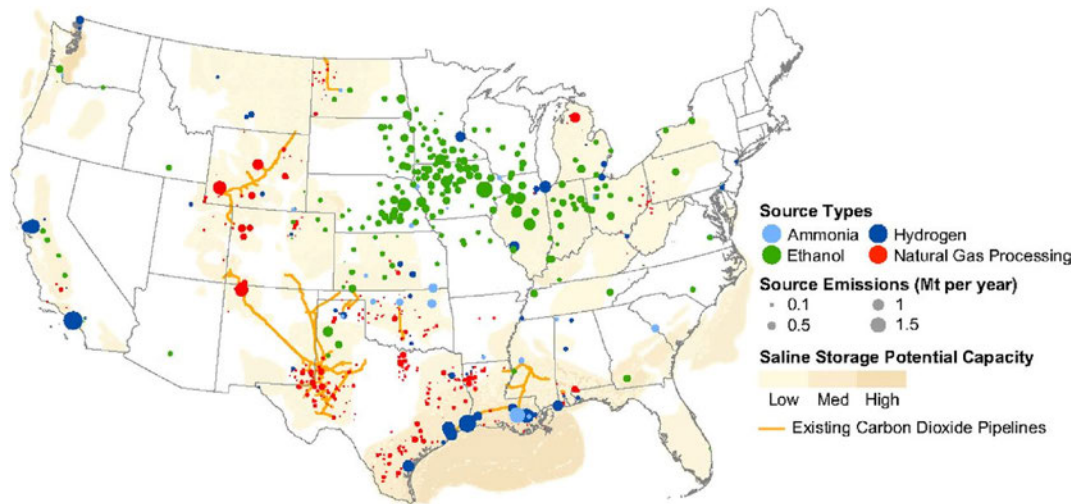 Source Types
Ammonia Hydrogen
Ethanol Natural Gas Processing
Source Emissions (Mt per year)
0.1 1
0.5 1.5
Saline Storage Potential Capacity
Low Med High
Existing Carbon Dioxide Pipelines